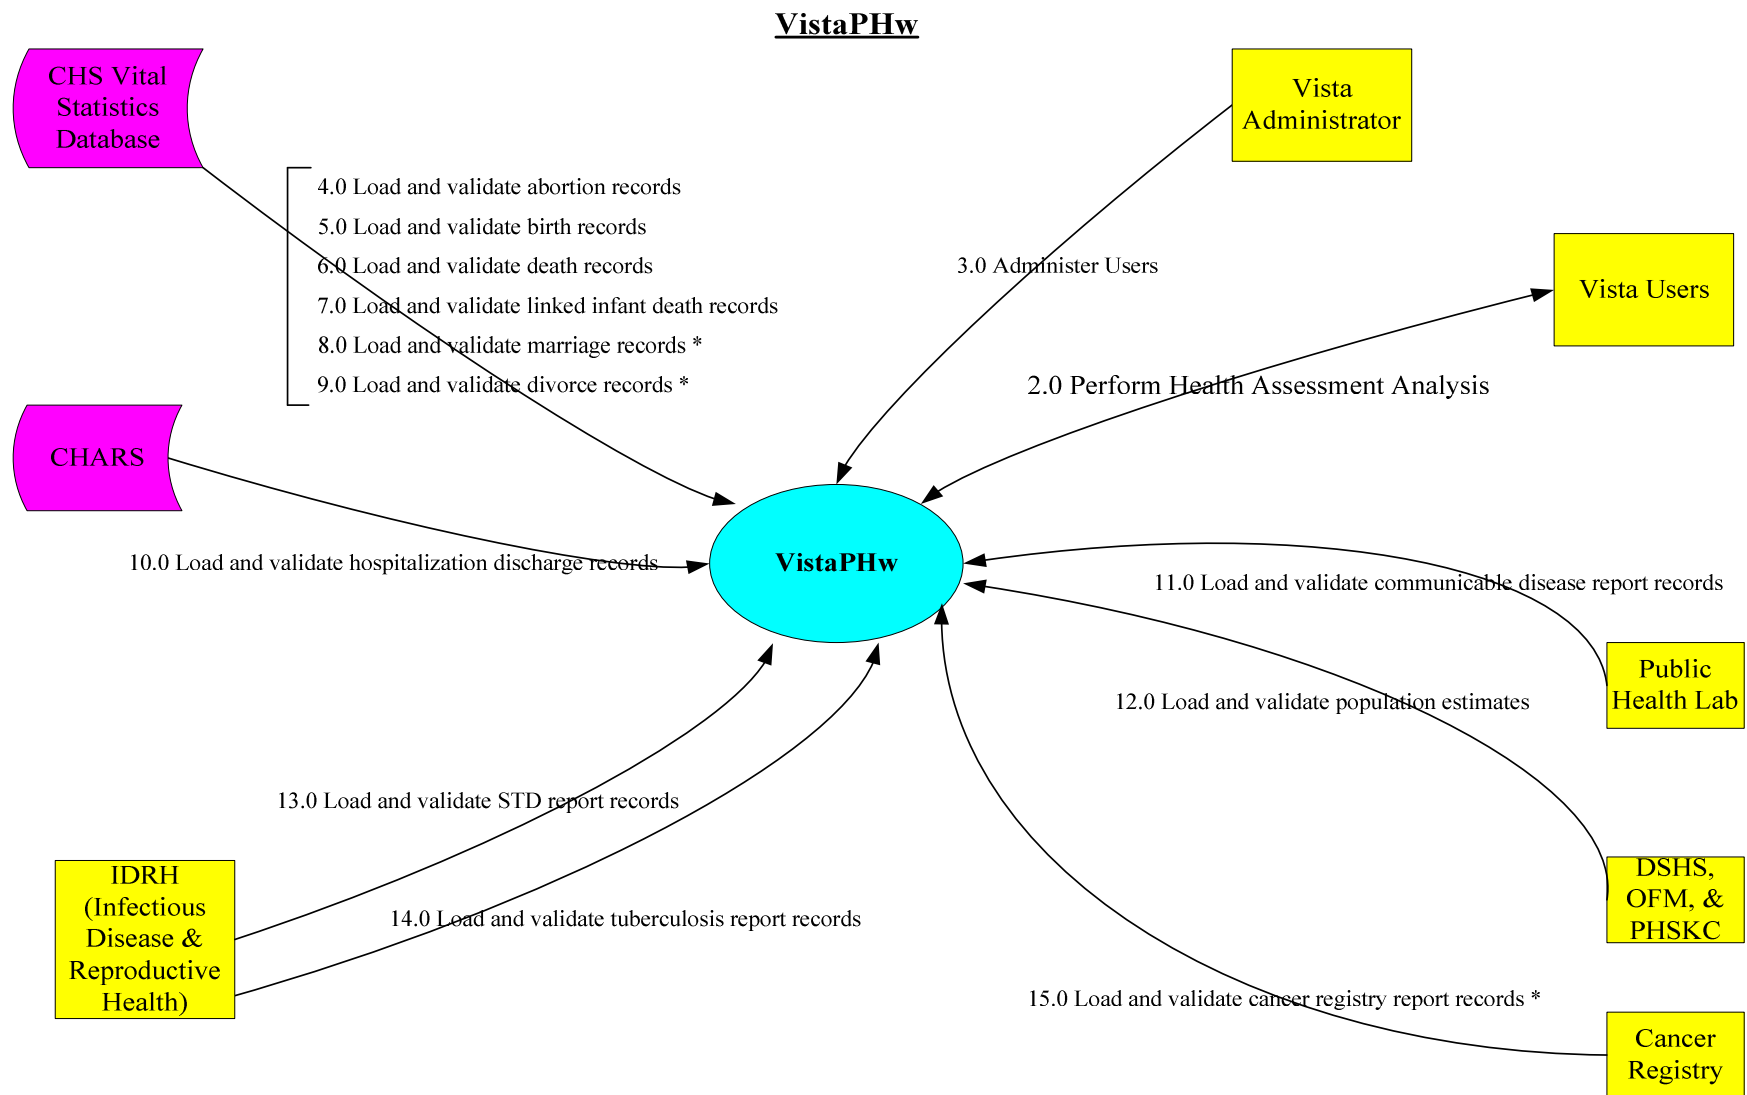 VistaPHw
CHS Vital
Statistics
Database
Vista
Administrator
4.0 Load and validate abortion records
5.0 Load and validate birth records
6.0 Load and validate death records
7.0 Load and validate linked infant death records
8.0 Load and validate marriage records *
9.0 Load and validate divorce records *
3.0 Administer Users
Vista Users
2.0 Perform Health Assessment Analysis
CHARS
10.0 Load and validate hospitalization discharge records
VistaPHw
11.0 Load and validate communicable disease report records
Public
Health Lab
12.0 Load and validate population estimates
13.0 Load and validate STD report records
IDRH
(Infectious
Disease &
Reproductive
Health)
14.0 Load and validate tuberculosis report records
DSHS,
OFM, &
PHSKC
15.0 Load and validate cancer registry report records *
Cancer
Registry